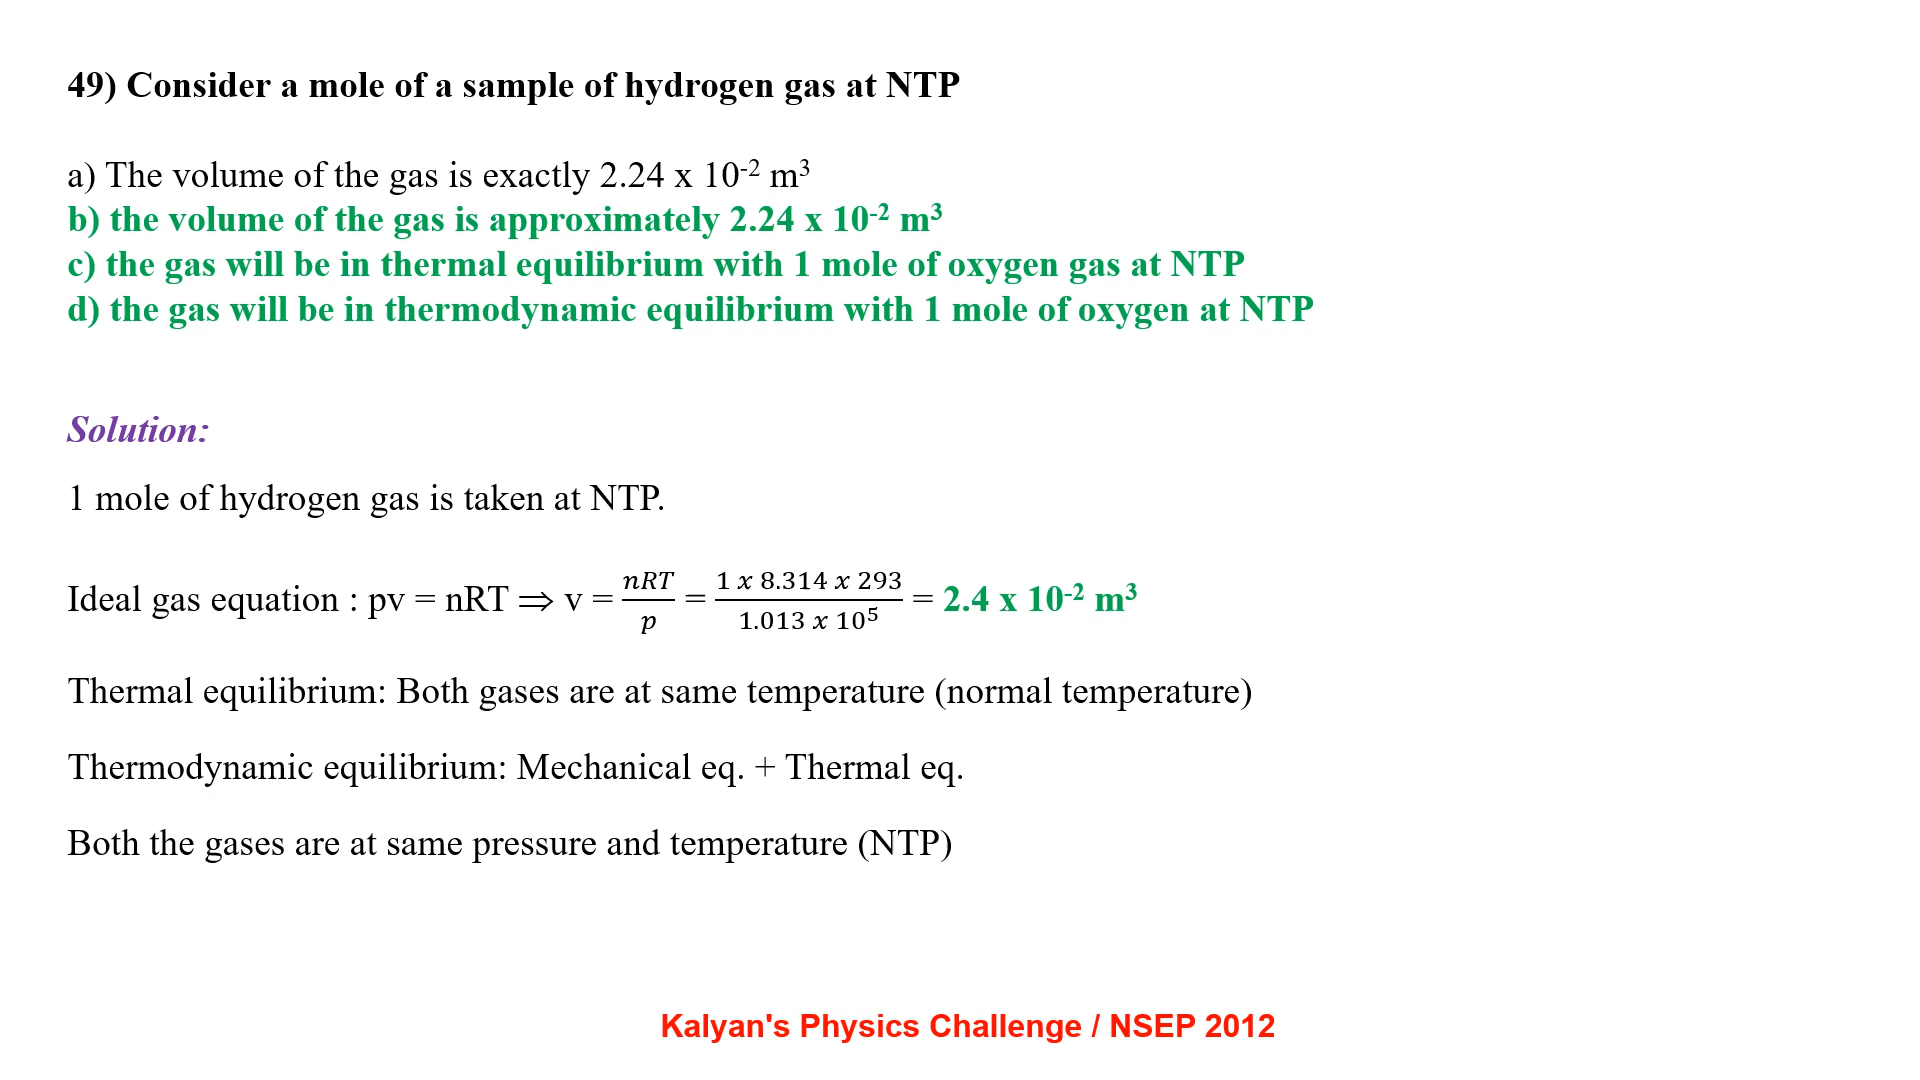 49) Consider a mole of a sample of hydrogen gas at NTP
a) The volume of the gas is exactly 2.24 x 10⁻² m³
b) the volume of the gas is approximately 2.24 x 10⁻² m³
c) the gas will be in thermal equilibrium with 1 mole of oxygen gas at NTP
d) the gas will be in thermodynamic equilibrium with 1 mole of oxygen at NTP
Solution:
1 mole of hydrogen gas is taken at NTP.
Ideal gas equation : pv = nRT ⟹ v = nRT/p = (1 x 8.314 x 293)/(1.013 x 10⁵) = 2.4 x 10⁻² m³
Thermal equilibrium: Both gases are at same temperature (normal temperature)
Thermodynamic equilibrium: Mechanical eq. + Thermal eq.
Both the gases are at same pressure and temperature (NTP)
Kalyan's Physics Challenge / NSEP 2012